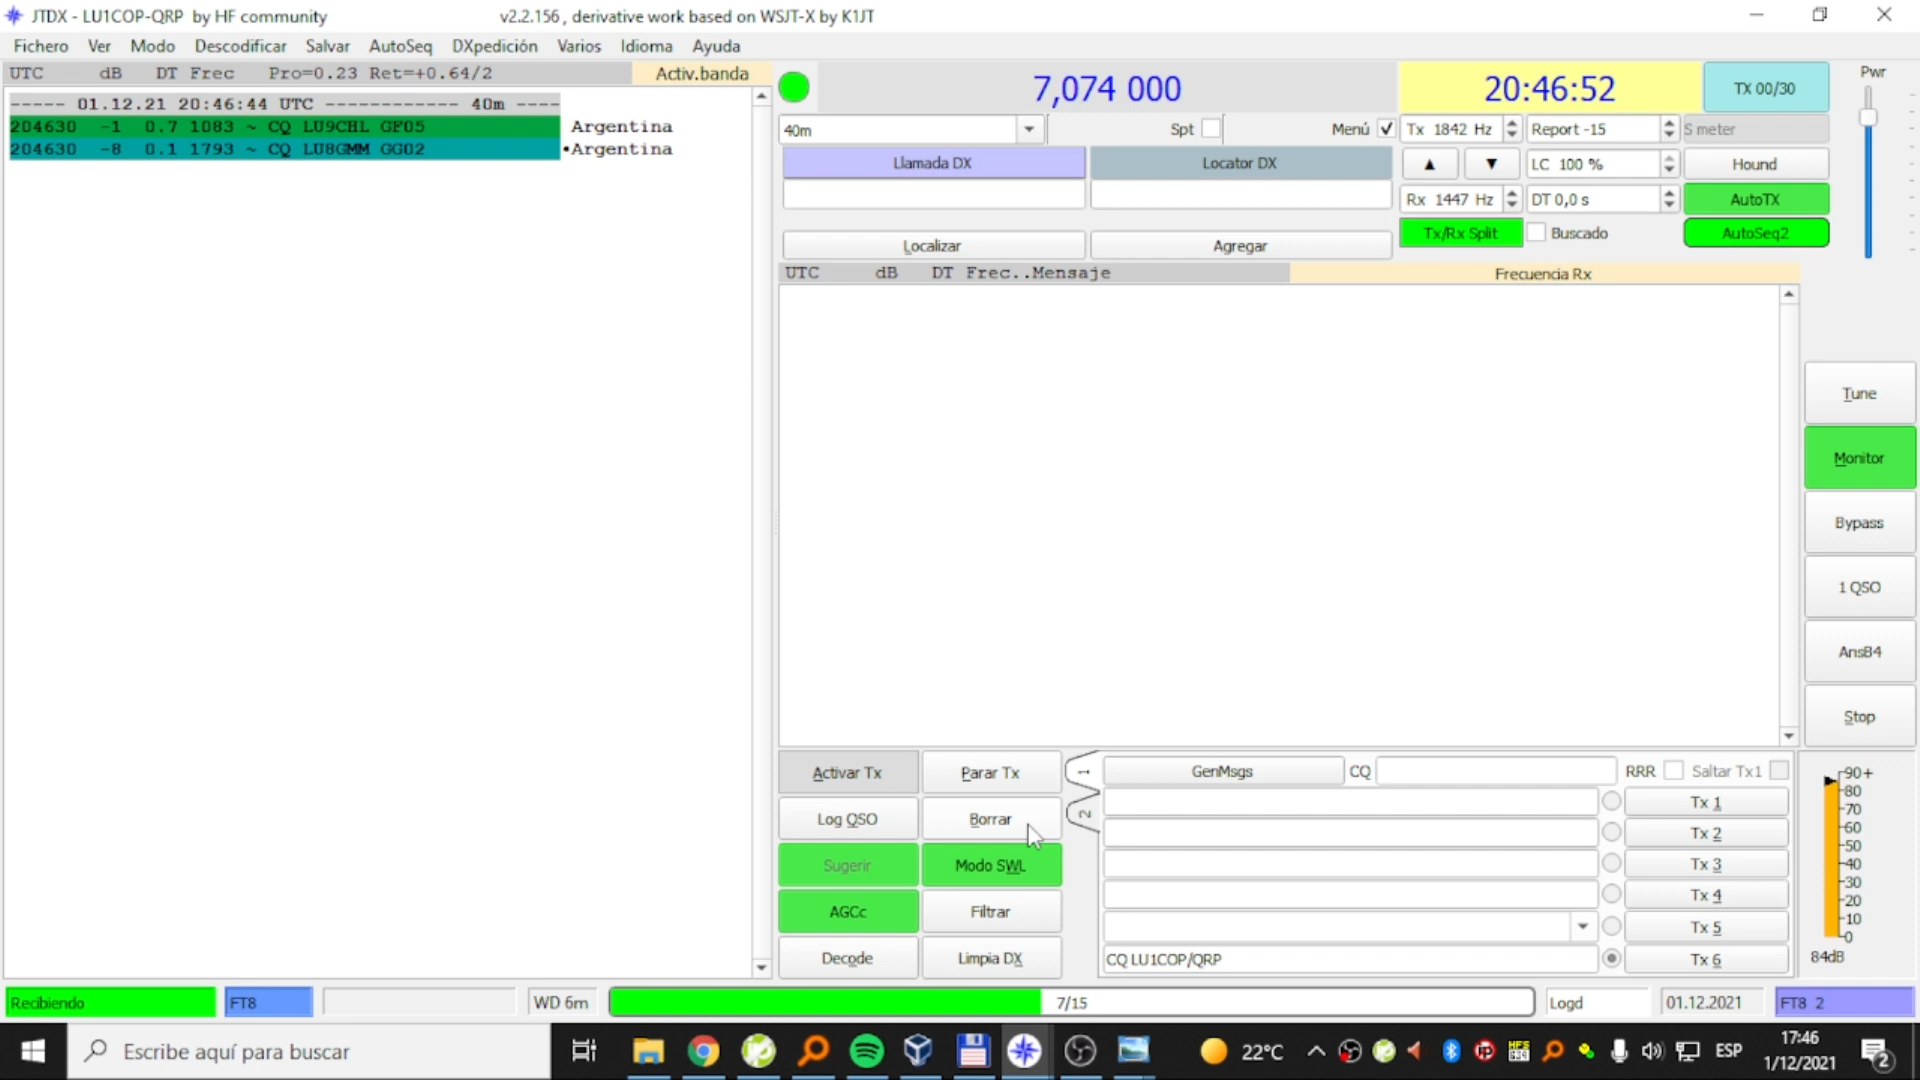 JTDX - LU1COP-QRP by HF community v2.2.156 , derivative work based on WSJT-X by K1JT
Fichero Ver Modo Descodificar Salvar AutoSeq DXpedición Varios Idioma Ayuda
UTC dB DT Frec Pro=0.23 Ret=+0.64/2 Activ.banda
----- 01.12.21 20:46:44 UTC ------------ 40m ----
204630 -1 0.7 1083 ~ CQ LU9CHL GF05 Argentina
204630 -8 0.1 1793 ~ CQ LU8GMM GG02 •Argentina
7,074 000
20:46:52
TX 00/30
Pwr
40m Spt Menú
Tx 1842 Hz Report -15 S meter
Llamada DX Locator DX
▲ ▼ LC 100 % Hound
Rx 1447 Hz DT 0,0 s AutoTX
Tx/Rx Split Buscado AutoSeq2
Localizar Agregar
UTC dB DT Frec..Mensaje Frecuencia Rx
Tune
Monitor
Bypass
1 QSO
AnsB4
Stop
Activar Tx Parar Tx
Log QSO Borrar
Sugerir Modo SWL
AGCc Filtrar
Decode Limpia DX
1
2
GenMsgs CQ RRR Saltar Tx1
Tx 1
Tx 2
Tx 3
Tx 4
Tx 5
CQ LU1COP/QRP Tx 6
90+
80
70
60
50
40
30
20
10
0
84dB
Recibiendo FT8 WD 6m 7/15 Logd 01.12.2021 FT8 2
Escribe aquí para buscar
22°C
ESP
17:46
1/12/2021
2